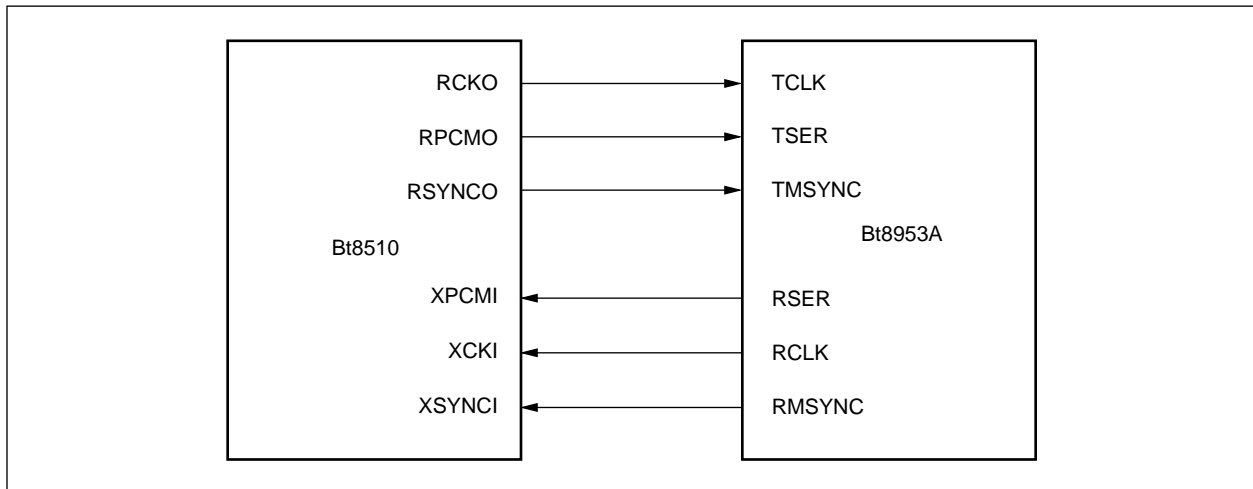 RCKO TCLK
RPCMO TSER
RSYNCO TMSYNC
Bt8510 Bt8953A
XPCMI RSER
XCKI RCLK
XSYNCI RMSYNC